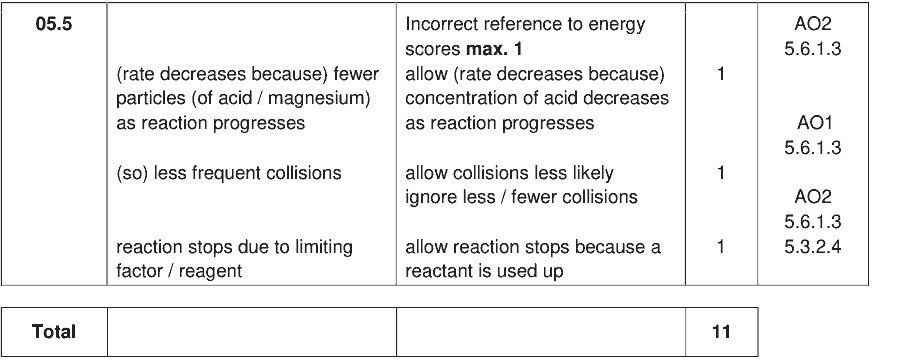 05.5
Incorrect reference to energy
scores max. 1
AO2
5.6.1.3
(rate decreases because) fewer
particles (of acid / magnesium)
as reaction progresses
allow (rate decreases because)
concentration of acid decreases
as reaction progresses
1
AO1
5.6.1.3
(so) less frequent collisions
allow collisions less likely
ignore less / fewer collisions
1
AO2
5.6.1.3
reaction stops due to limiting
factor / reagent
allow reaction stops because a
reactant is used up
1
5.3.2.4
Total
11